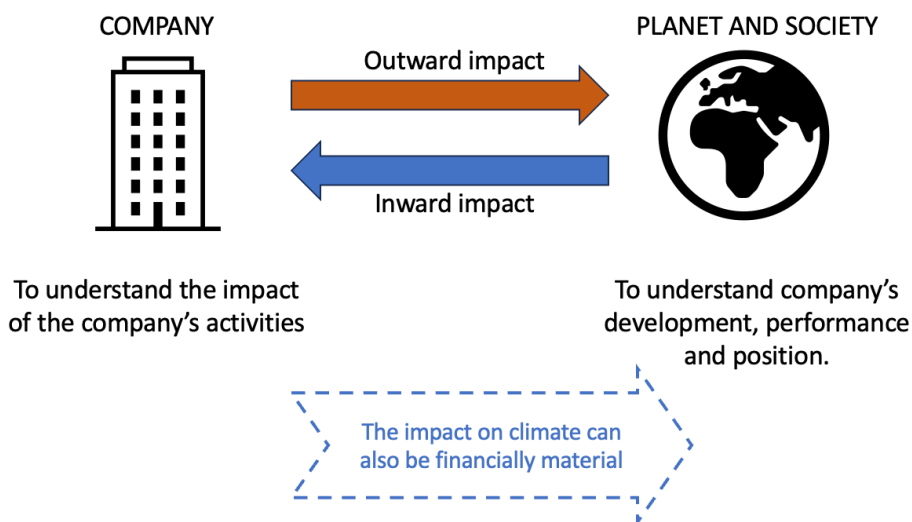 COMPANY
PLANET AND SOCIETY
Outward impact
Inward impact
To understand the impact
of the company’s activities
To understand company’s
development, performance
and position.
The impact on climate can
also be financially material